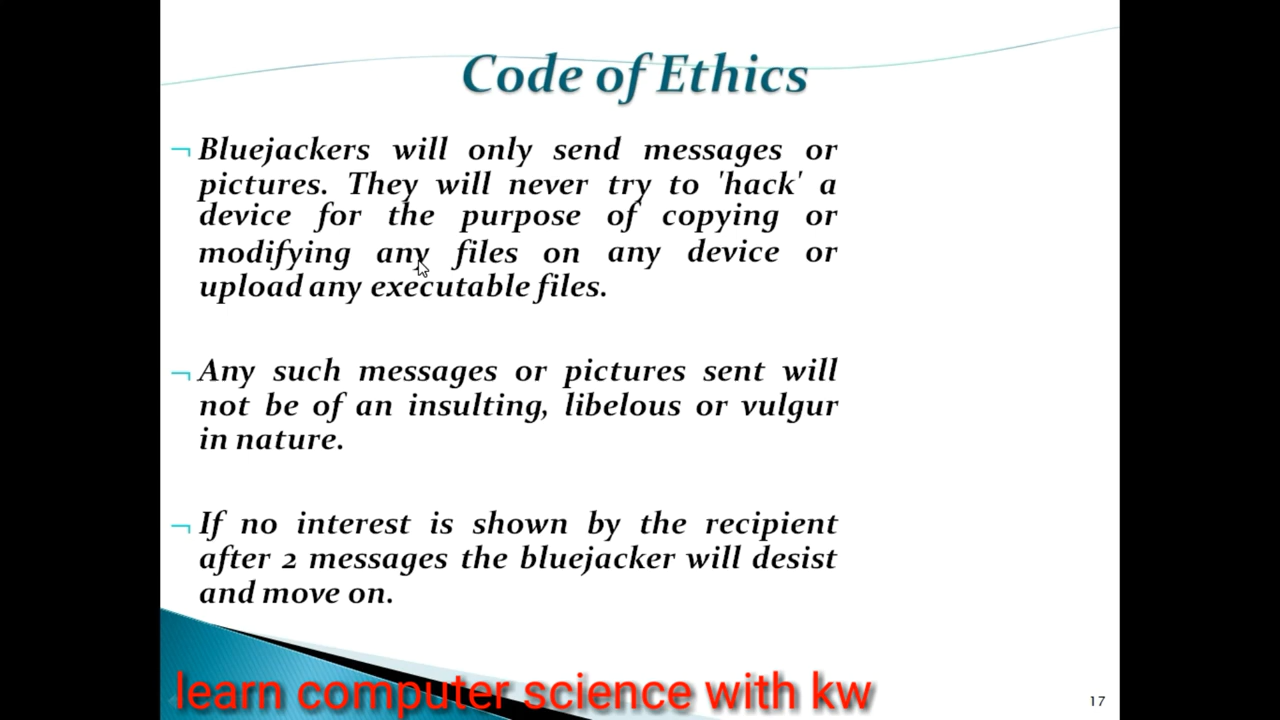 Code of Ethics
Bluejackers will only send messages or
pictures. They will never try to 'hack' a
device for the purpose of copying or
modifying any files on any device or
upload any executable files.
Any such messages or pictures sent will
not be of an insulting, libelous or vulgur
in nature.
If no interest is shown by the recipient
after 2 messages the bluejacker will desist
and move on.
learn computer science with kw
17